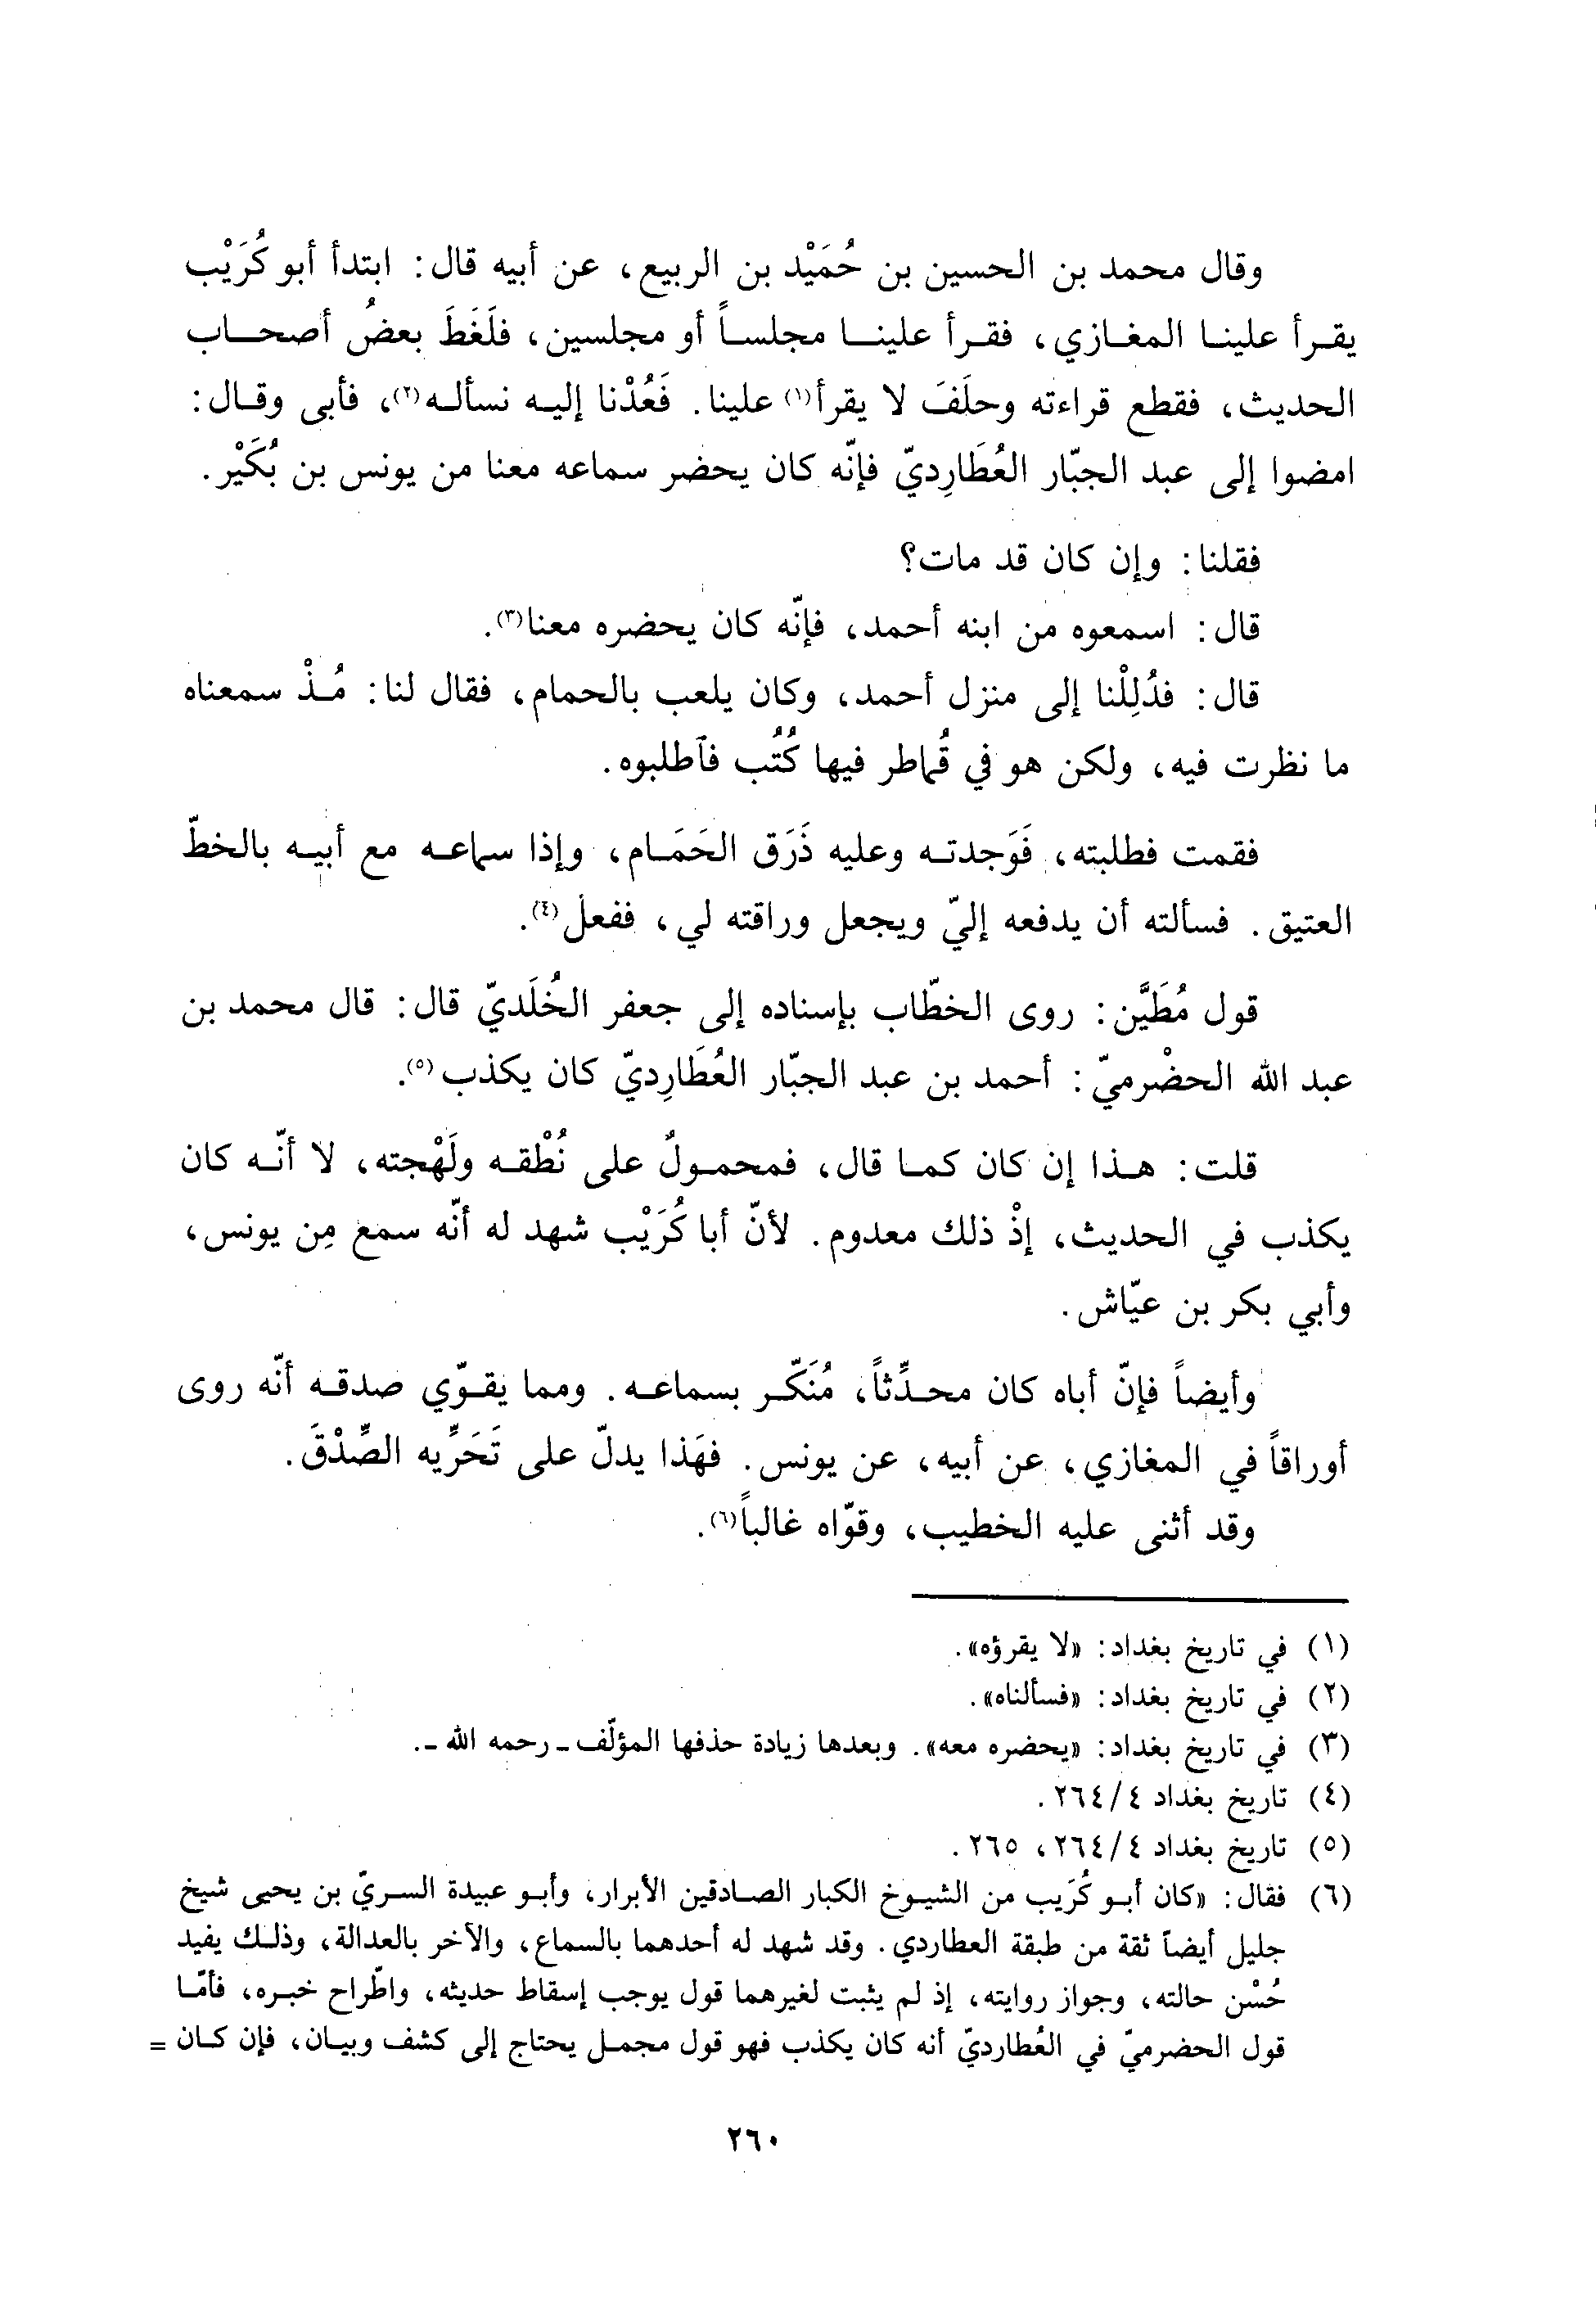 وقال محمد بن الحسين بن حُمَيْد بن الربيع، عن أبيه قال: ابتدأ أبو كُرَيْب
يقرأ علينا المغازي، فقرأ علينا مجلساً أو مجلسين، فلَغَطَ بعضُ أصحاب
الحديث، فقطع قراءته وحلَفَ لا يقرأ(١) علينا. فَعُدْنا إليه نسأله(٢)، فأبى وقال:
امضوا إلى عبد الجبّار العُطَارِديّ فإنّه كان يحضر سماعه معنا من يونس بن بُكَيْر.
فقلنا: وإن كان قد مات؟
قال: اسمعوه من ابنه أحمد، فإنّه كان يحضره معنا(٣).
قال: فدُلِلْنا إلى منزل أحمد، وكان يلعب بالحمام، فقال لنا: مُذْ سمعناه
ما نظرت فيه، ولكن هو في قُماطر فيها كُتُب فآطلبوه.
فقمت فطلبته، فَوَجدته وعليه ذَرَق الحَمَام، وإذا سماعه مع أبيه بالخطّ
العتيق. فسألته أن يدفعه إليّ ويجعل وراقته لي، ففعل(٤).
قول مُطَيَّن: روى الخطّاب بإسناده إلى جعفر الخُلَديّ قال: قال محمد بن
عبد الله الحضْرميّ: أحمد بن عبد الجبّار العُطَارِديّ كان يكذب(٥).
قلت: هذا إن كان كما قال، فمحمولٌ على نُطْقه ولَهْجته، لا أنّه كان
يكذب في الحديث، إذْ ذلك معدوم. لأنّ أبا كُرَيْب شهد له أنّه سمع مِن يونس،
وأبي بكر بن عيّاش.
وأيضاً فإنّ أباه كان محدِّثاً، مُنَكّر بسماعه. ومما يقوّي صدقه أنّه روى
أوراقاً في المغازي، عن أبيه، عن يونس. فهَذا يدلّ على تَحَرِّيه الصِّدْقَ.
وقد أثنى عليه الخطيب، وقوّاه غالباً(٦).
(١) في تاريخ بغداد: «لا يقرؤه».
(٢) في تاريخ بغداد: «فسألناه».
(٣) في تاريخ بغداد: «يحضره معه». وبعدها زيادة حذفها المؤلّف ـ رحمه الله ـ.
(٤) تاريخ بغداد ٤/٢٦٤.
(٥) تاريخ بغداد ٤/٢٦٤، ٢٦٥.
(٦) فقال: «كان أبو كُرَيب من الشيوخ الكبار الصادقين الأبرار، وأبو عبيدة السريّ بن يحيى شيخ
جليل أيضاً ثقة من طبقة العطاردي. وقد شهد له أحدهما بالسماع، والآخر بالعدالة، وذلك يفيد
حُسْن حالته، وجواز روايته، إذ لم يثبت لغيرهما قول يوجب إسقاط حديثه، واطّراح خبره، فأمّا
قول الحضرميّ في العُطارديّ أنه كان يكذب فهو قول مجمل يحتاج إلى كشف وبيان، فإن كان =
٢٦٠